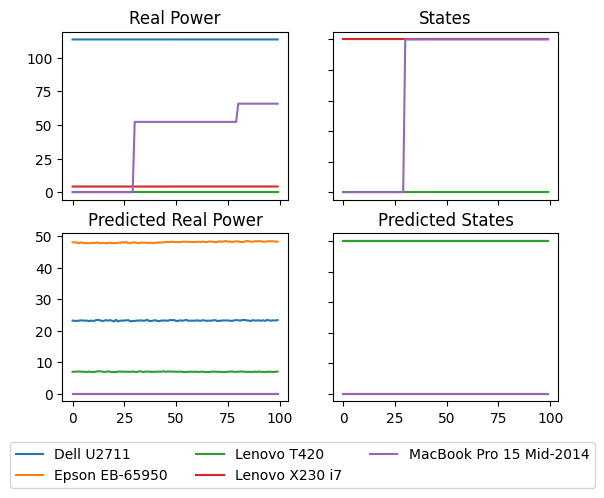 Real Power
States
100
75
50
25
0
Predicted Real Power
Predicted States
50
40
30
20
10
0
0 25 50 75 100
0 25 50 75 100
Dell U2711
Lenovo T420
MacBook Pro 15 Mid-2014
Epson EB-65950
Lenovo X230 i7